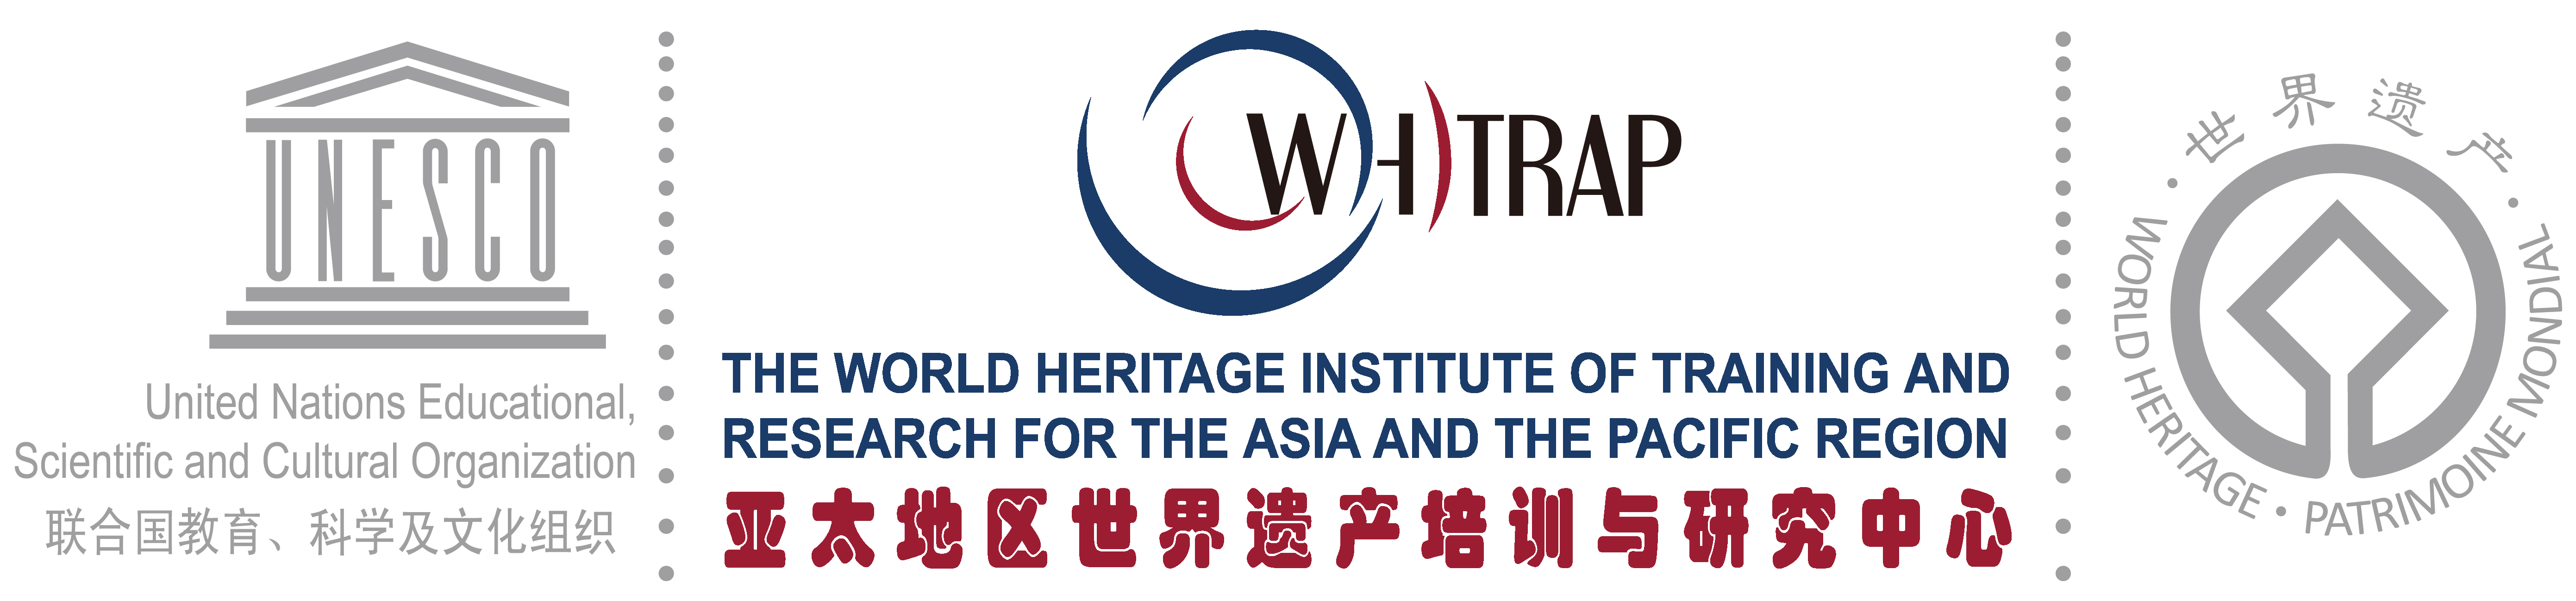 UNESCO
United Nations Educational,
Scientific and Cultural Organization
联合国教育、科学及文化组织
WHITRAP
THE WORLD HERITAGE INSTITUTE OF TRAINING AND
RESEARCH FOR THE ASIA AND THE PACIFIC REGION
亚太地区世界遗产培训与研究中心
·世界遗产·
WORLD HERITAGE · PATRIMOINE MONDIAL